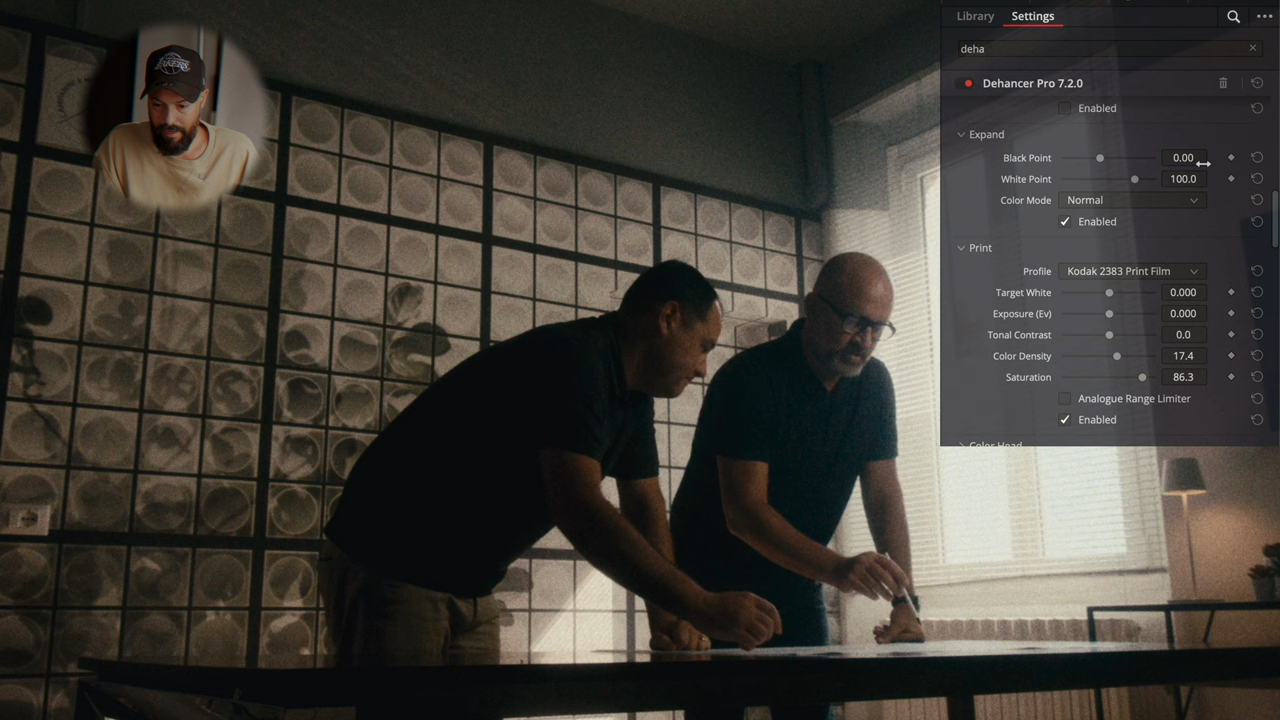 Library Settings
deha
Dehancer Pro 7.2.0
Enabled
Expand
Black Point 0.00
White Point 100.0
Color Mode Normal
Enabled
Print
Profile Kodak 2383 Print Film
Target White 0.000
Exposure (Ev) 0.000
Tonal Contrast 0.0
Color Density 17.4
Saturation 86.3
Analogue Range Limiter
Enabled
Color Head